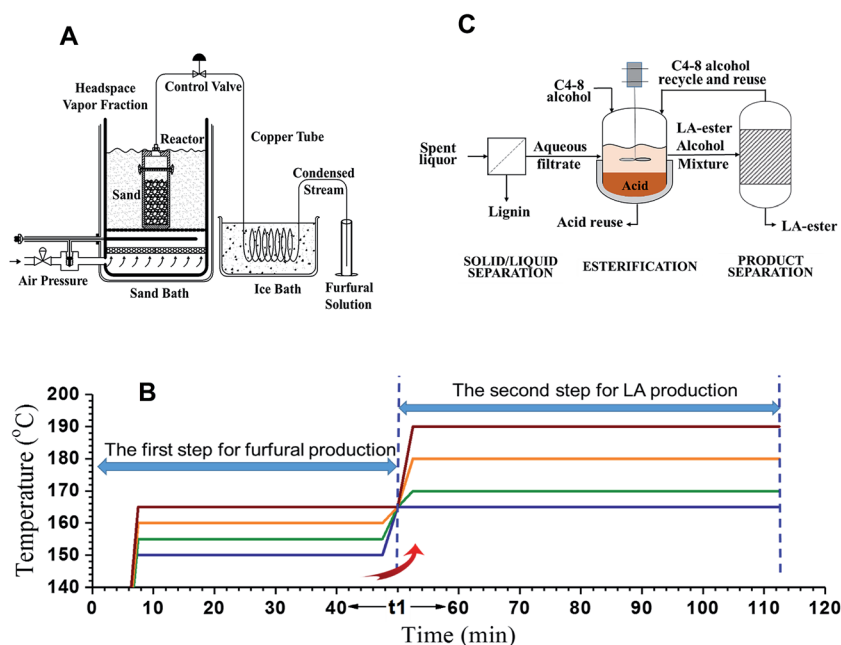 A
Headspace
Vapor Fraction
Control Valve
Reactor
Copper Tube
Sand
Condensed
Stream
Air Pressure
Sand Bath
Ice Bath
Furfural
Solution
C
C4-8
alcohol
C4-8 alcohol
recycle and reuse
Spent
liquor
Aqueous
filtrate
LA-ester
Alcohol
Mixture
Acid
Lignin
Acid reuse
LA-ester
SOLID/LIQUID
SEPARATION
ESTERIFICATION
PRODUCT
SEPARATION
B
The second step for LA production
The first step for furfural production
Temperature (°C)
200
190
180
170
160
150
140
0 10 20 30 40 t1 60 70 80 90 100 110 120
Time (min)